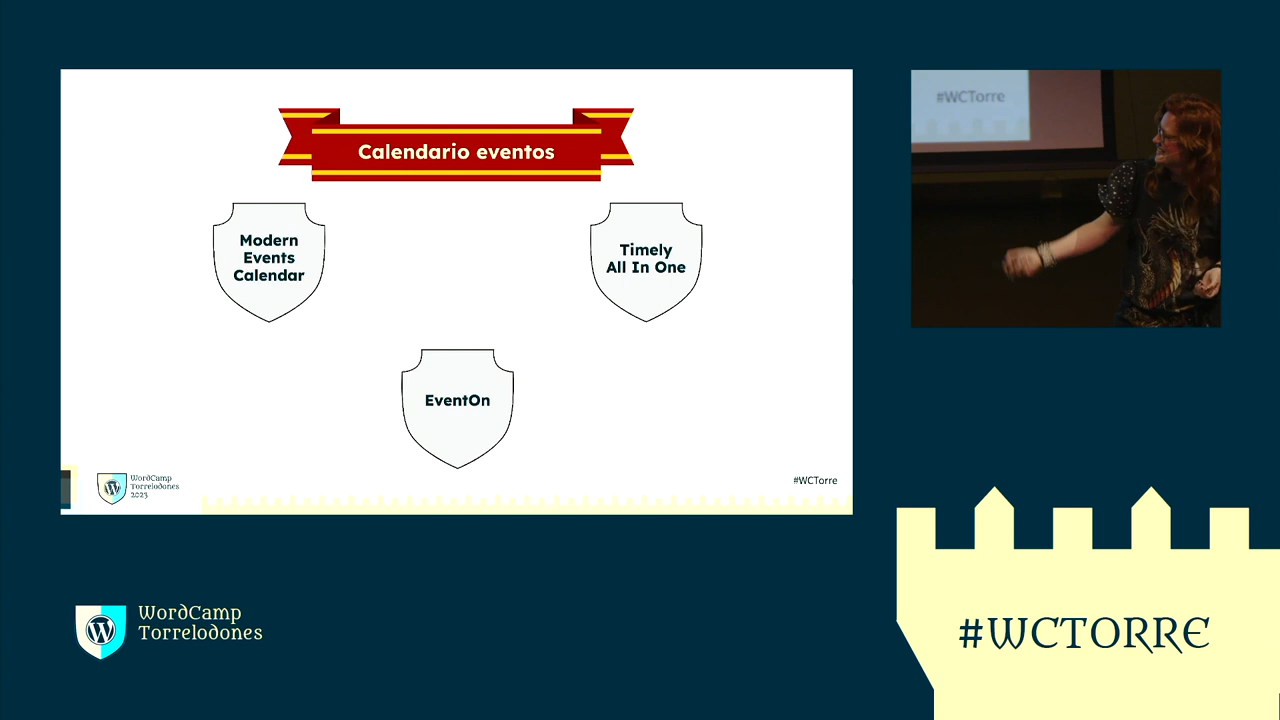 Calendario eventos
Modern
Events
Calendar
Timely
All In One
EventOn
WordCamp
Torrelodones
2023
#WCTorre
#WCTorre
WordCamp
Torrelodones
#WCTORRE